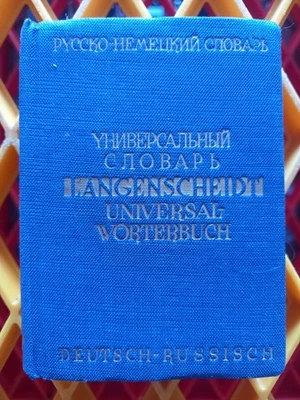 РУССКО-НЕМЕЦКИЙ СЛОВАРЬ
УНИВЕРСАЛЬНЫЙ
СЛОВАРЬ
LANGENSCHEIDT
UNIVERSAL-
WÖRTERBUCH
DEUTSCH-RUSSISCH